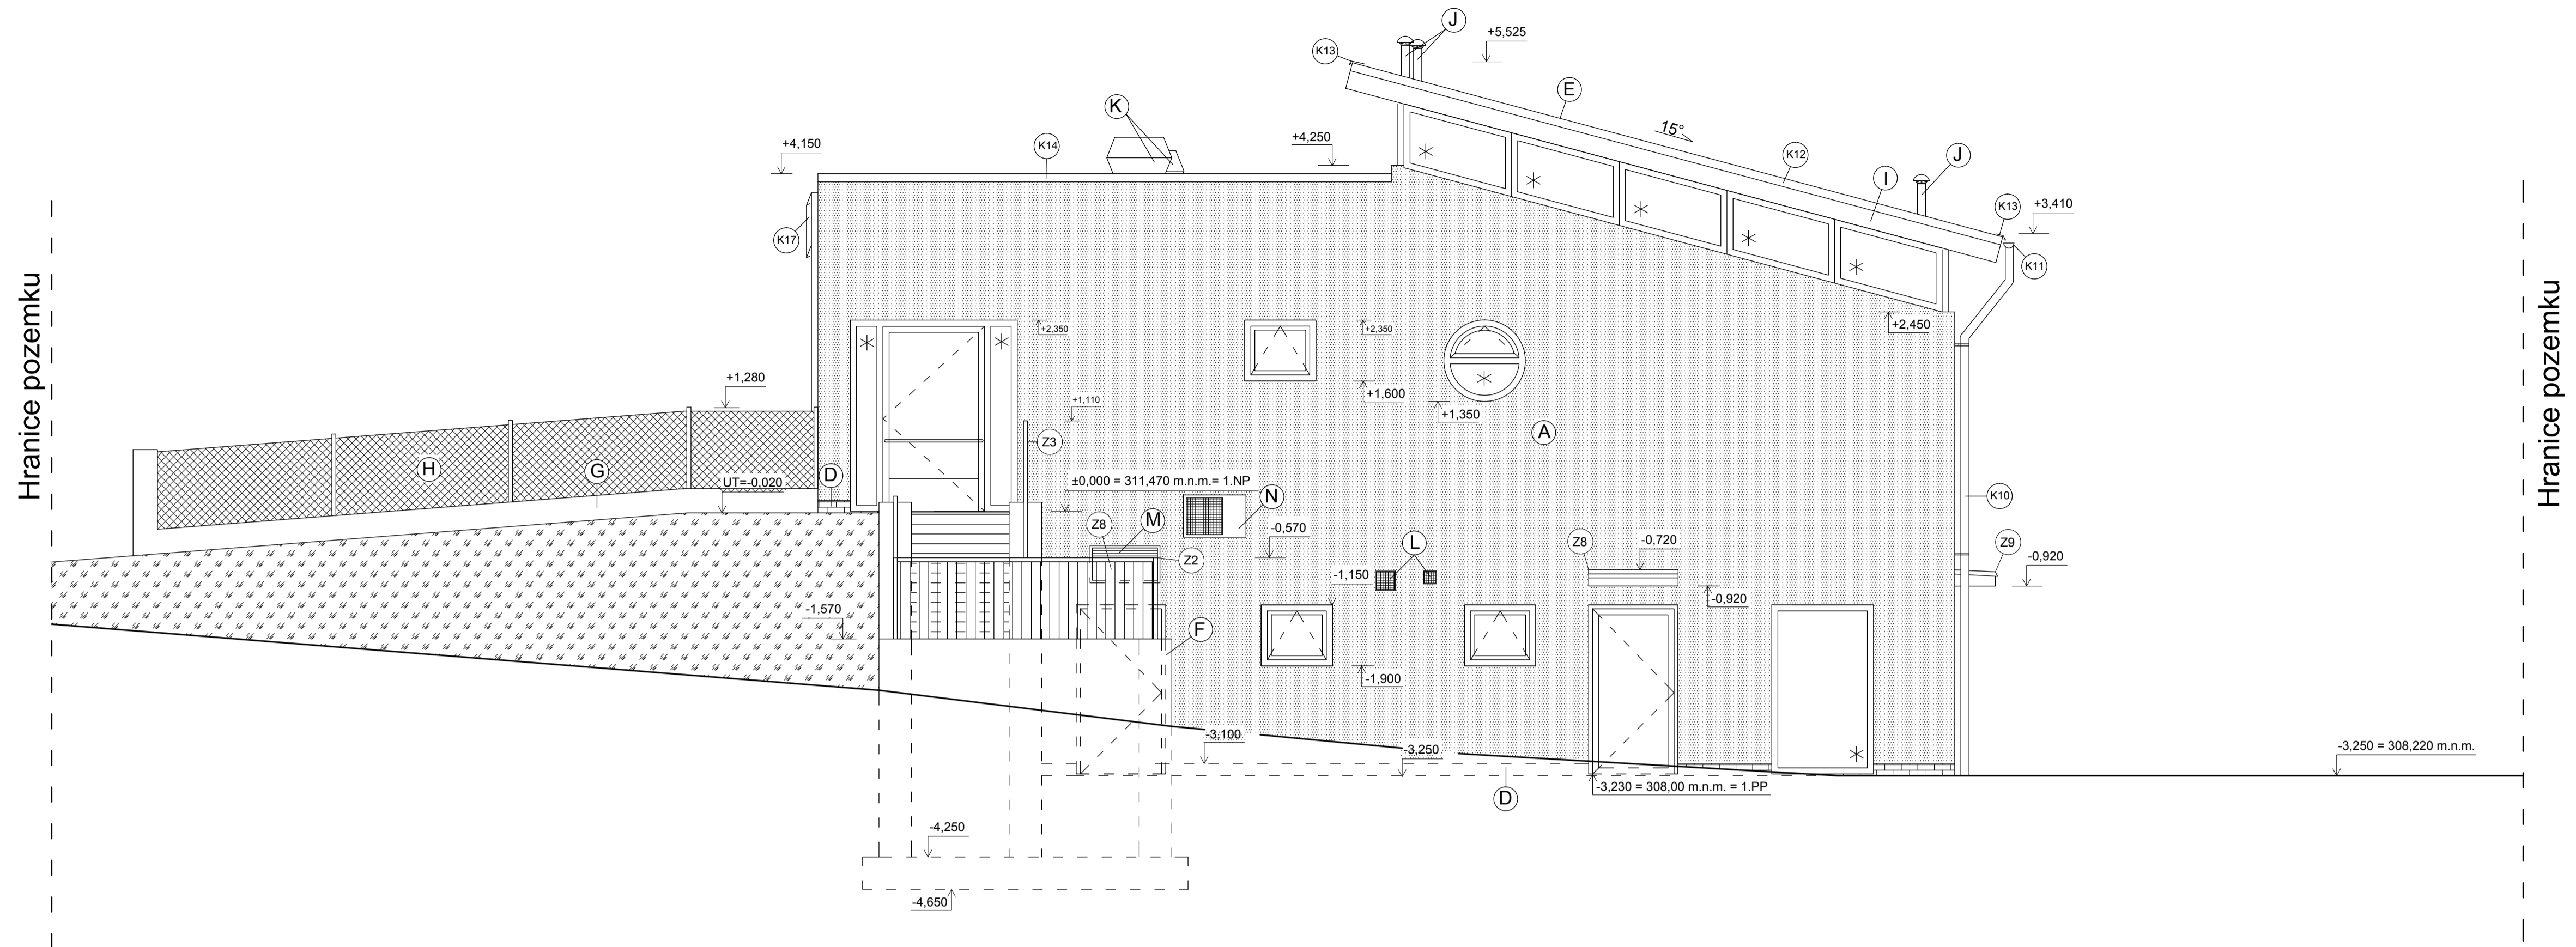 J
+5,525
K13
E
K
15°
+4,150
K14
+4,250
K12
J
I
K13
+3,410
K17
K11
Hranice pozemku
Hranice pozemku
+2,350
+2,350
+2,450
+1,280
+1,600
+1,110
+1,350
A
Z3
H
G
D
UT=-0,020
±0,000 = 311,470 m.n.m.= 1.NP
N
K10
Z8
M
-0,570
L
Z8
-0,720
Z9
-0,920
Z2
-1,150
-0,920
-1,570
F
-1,900
-3,100
-3,250
-3,250 = 308,220 m.n.m.
-3,230 = 308,00 m.n.m. = 1.PP
D
-4,250
-4,650